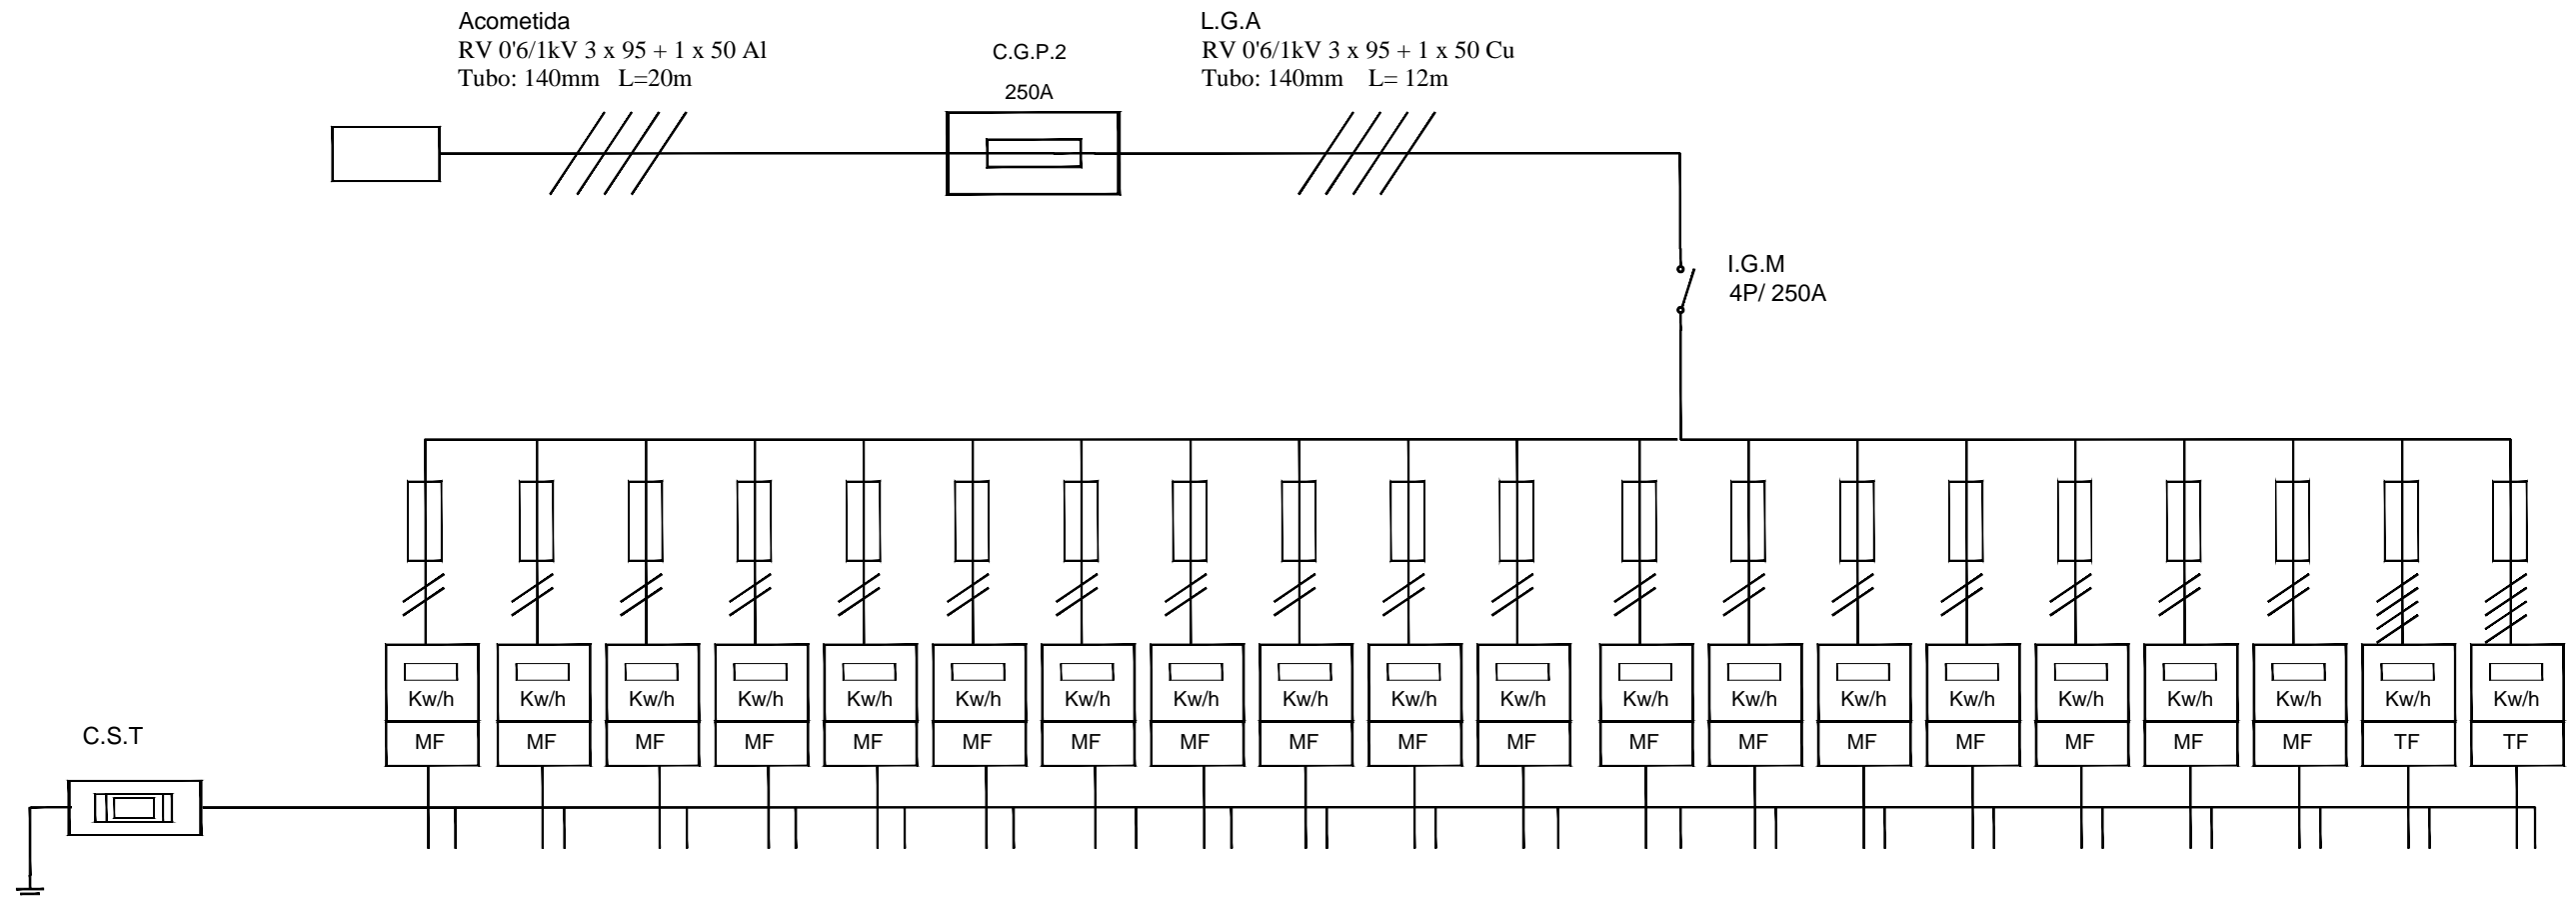 Acometida
RV 0'6/1kV 3 x 95 + 1 x 50 Al
Tubo: 140mm L=20m
C.G.P.2
250A
L.G.A
RV 0'6/1kV 3 x 95 + 1 x 50 Cu
Tubo: 140mm L= 12m
I.G.M
4P/ 250A
Kw/h Kw/h Kw/h Kw/h Kw/h Kw/h Kw/h Kw/h Kw/h Kw/h Kw/h Kw/h Kw/h Kw/h Kw/h Kw/h Kw/h Kw/h Kw/h Kw/h
MF MF MF MF MF MF MF MF MF MF MF MF MF MF MF MF MF MF TF TF
C.S.T